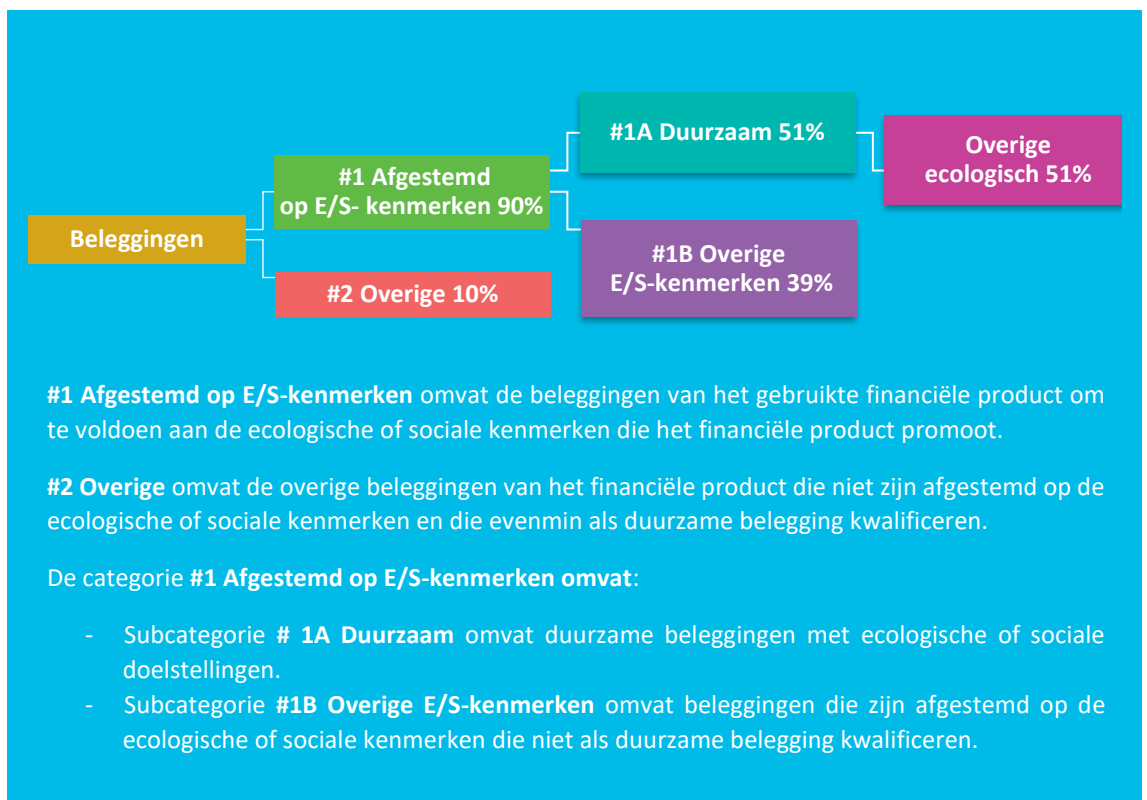 #1A Duurzaam 51%
Overige
ecologisch 51%
#1 Afgestemd
op E/S- kenmerken 90%
Beleggingen
#1B Overige
E/S-kenmerken 39%
#2 Overige 10%
#1 Afgestemd op E/S-kenmerken omvat de beleggingen van het gebruikte financiële product om
te voldoen aan de ecologische of sociale kenmerken die het financiële product promoot.
#2 Overige omvat de overige beleggingen van het financiële product die niet zijn afgestemd op de
ecologische of sociale kenmerken en die evenmin als duurzame belegging kwalificeren.
De categorie #1 Afgestemd op E/S-kenmerken omvat:
- Subcategorie # 1A Duurzaam omvat duurzame beleggingen met ecologische of sociale
doelstellingen.
- Subcategorie #1B Overige E/S-kenmerken omvat beleggingen die zijn afgestemd op de
ecologische of sociale kenmerken die niet als duurzame belegging kwalificeren.